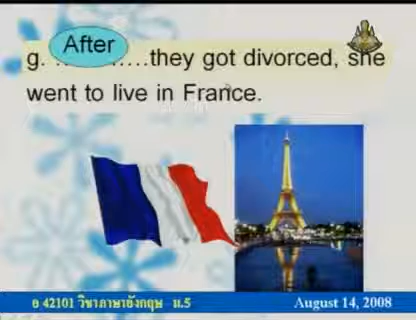 After
g. ..............they got divorced, she
went to live in France.
อ 42101 วิชาภาษาอังกฤษ ม.5
August 14, 2008